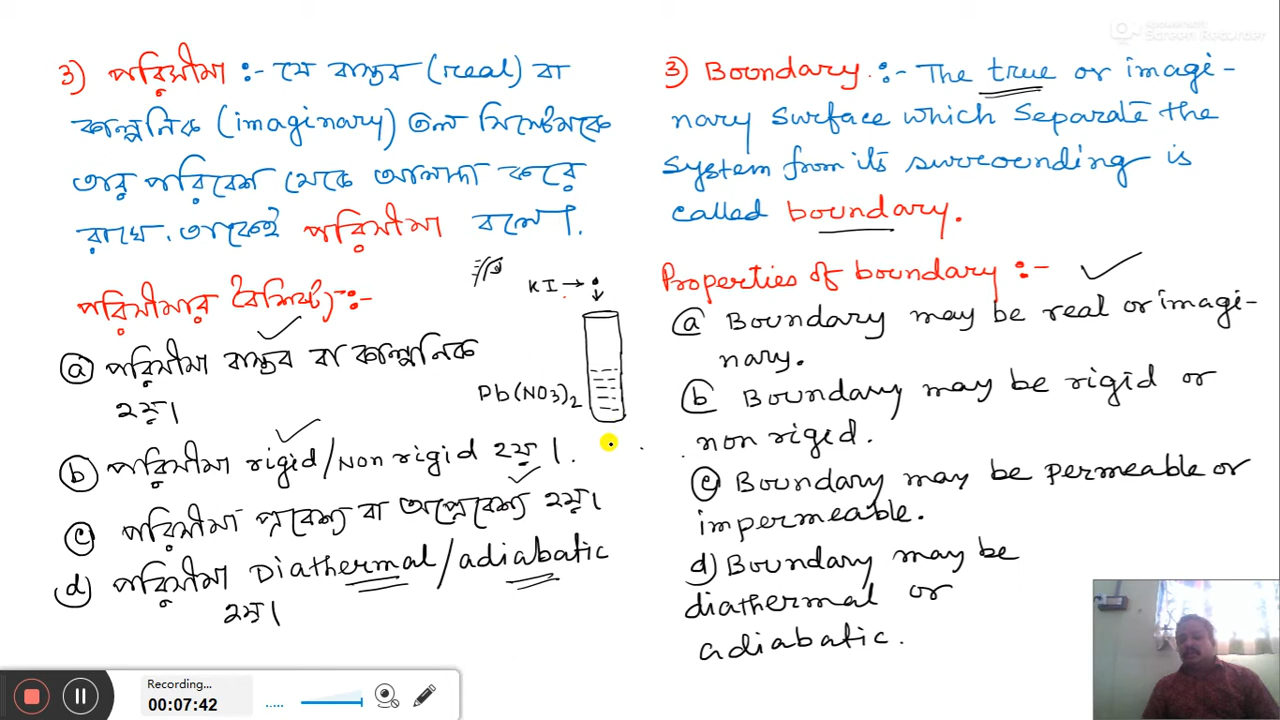 3) পরিসীমা :- যে বাস্তব (real) বা
কাল্পনিক (imaginary) তল সিস্টেমকে
তার পরিবেশ থেকে আলাদা করে
রাখে, তাকেই পরিসীমা বলে।
KI →
পরিসীমার বৈশিষ্ট্য :-
a পরিসীমা বাস্তব বা কাল্পনিক
হয়।
Pb(NO3)2
b পরিসীমা rigid/Non rigid হয়।
c পরিসীমা প্রবেশ্য বা অপ্রবেশ্য হয়।
d) পরিসীমা Diathermal/adiabatic
হয়।
3) Boundary :- The true or imagi-
nary surface which separate the
system from its surrounding is
called boundary.
Properties of boundary :-
a Boundary may be real or imagi-
nary.
b Boundary may be rigid or
non riged.
c Boundary may be permeable or
impermeable.
d) Boundary may be
diathermal or
adiabatic.
Screen Recorder
Recording...
00:07:42